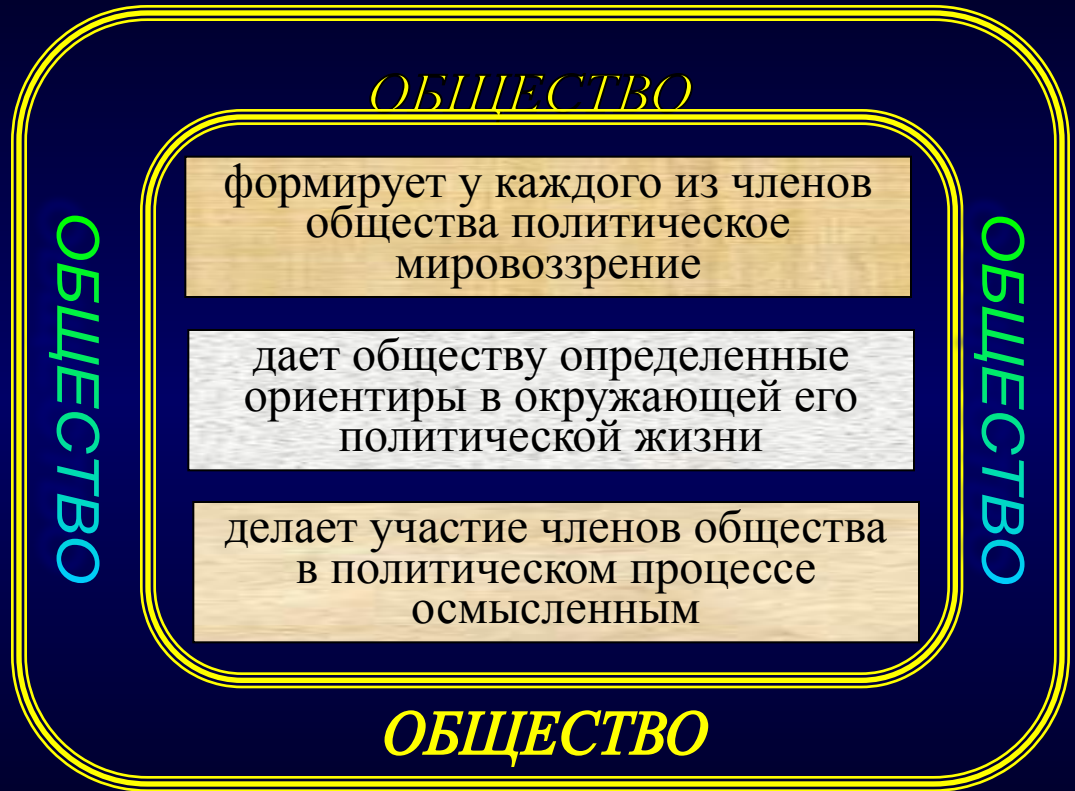 ОБЩЕСТВО
формирует у каждого из членов
общества политическое
мировоззрение
ОБЩЕСТВО
ОБЩЕСТВО
дает обществу определенные
ориентиры в окружающей его
политической жизни
делает участие членов общества
в политическом процессе
осмысленным
ОБЩЕСТВО